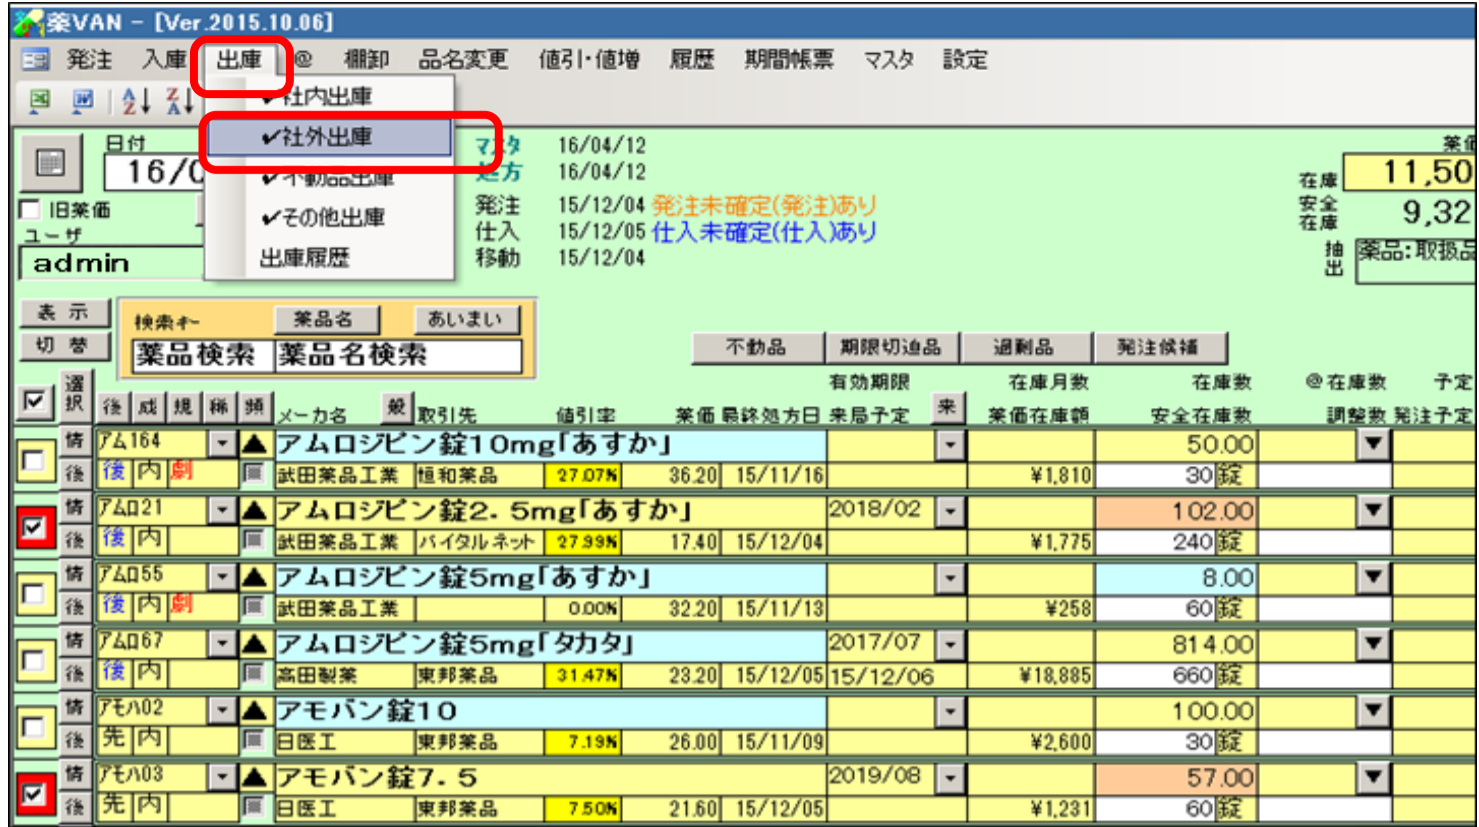 薬VAN - [Ver.2015.10.06]
発注 入庫 出庫 @ 棚卸 品名変更 値引・値増 履歴 期間帳票 マスタ 設定
✔社内出庫
✔社外出庫
✔不動品出庫
✔その他出庫
出庫履歴
日付
16/0
旧薬価
ユーザ
admin
マスタ 16/04/12
処方 16/04/12
発注 15/12/04 発注未確定(発注)あり
仕入 15/12/05 仕入未確定(仕入)あり
移動 15/12/04
薬価
在庫 11,50
安全在庫 9,32
抽出 薬品:取扱品
表 示
切 替
検索キー 薬品名 あいまい
薬品検索 薬品名検索
不動品 期限切迫品 過剰品 発注候補
選択 後 成 規 稀 頻 メーカ名 般 取引先 値引率 薬価 最終処方日 有効期限 来局予定 来 在庫月数 薬価在庫額 在庫数 安全在庫数 @在庫数 調整数 予定 発注予定
情 アム164 ▲ アムロジピン錠10mg「あすか」 50.00 ▼
後 後 内 劇 武田薬品工業 恒和薬品 27.07% 36.20 15/11/16 ¥1,810 30 錠
情 アムロ21 ▲ アムロジピン錠2.5mg「あすか」 2018/02 102.00 ▼
後 後 内 武田薬品工業 バイタルネット 27.99% 17.40 15/12/04 ¥1,775 240 錠
情 アムロ55 ▲ アムロジピン錠5mg「あすか」 8.00 ▼
後 後 内 劇 武田薬品工業 0.00% 32.20 15/11/13 ¥258 60 錠
情 アムロ67 ▲ アムロジピン錠5mg「タカタ」 2017/07 814.00 ▼
後 後 内 高田製薬 東邦薬品 31.47% 23.20 15/12/05 15/12/06 ¥18,885 660 錠
情 アモハ02 ▲ アモバン錠10 100.00 ▼
後 先 内 日医工 東邦薬品 7.19% 26.00 15/11/09 ¥2,600 30 錠
情 アモハ03 ▲ アモバン錠7.5 2019/08 57.00 ▼
後 先 内 日医工 東邦薬品 7.50% 21.60 15/12/05 ¥1,231 60 錠